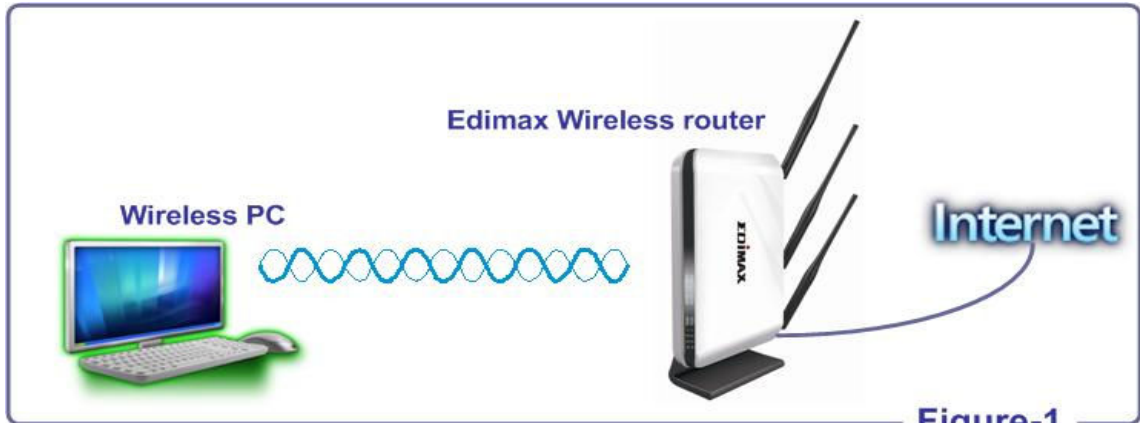 Edimax Wireless router
Wireless PC
EDIMAX
Internet
Figure-1